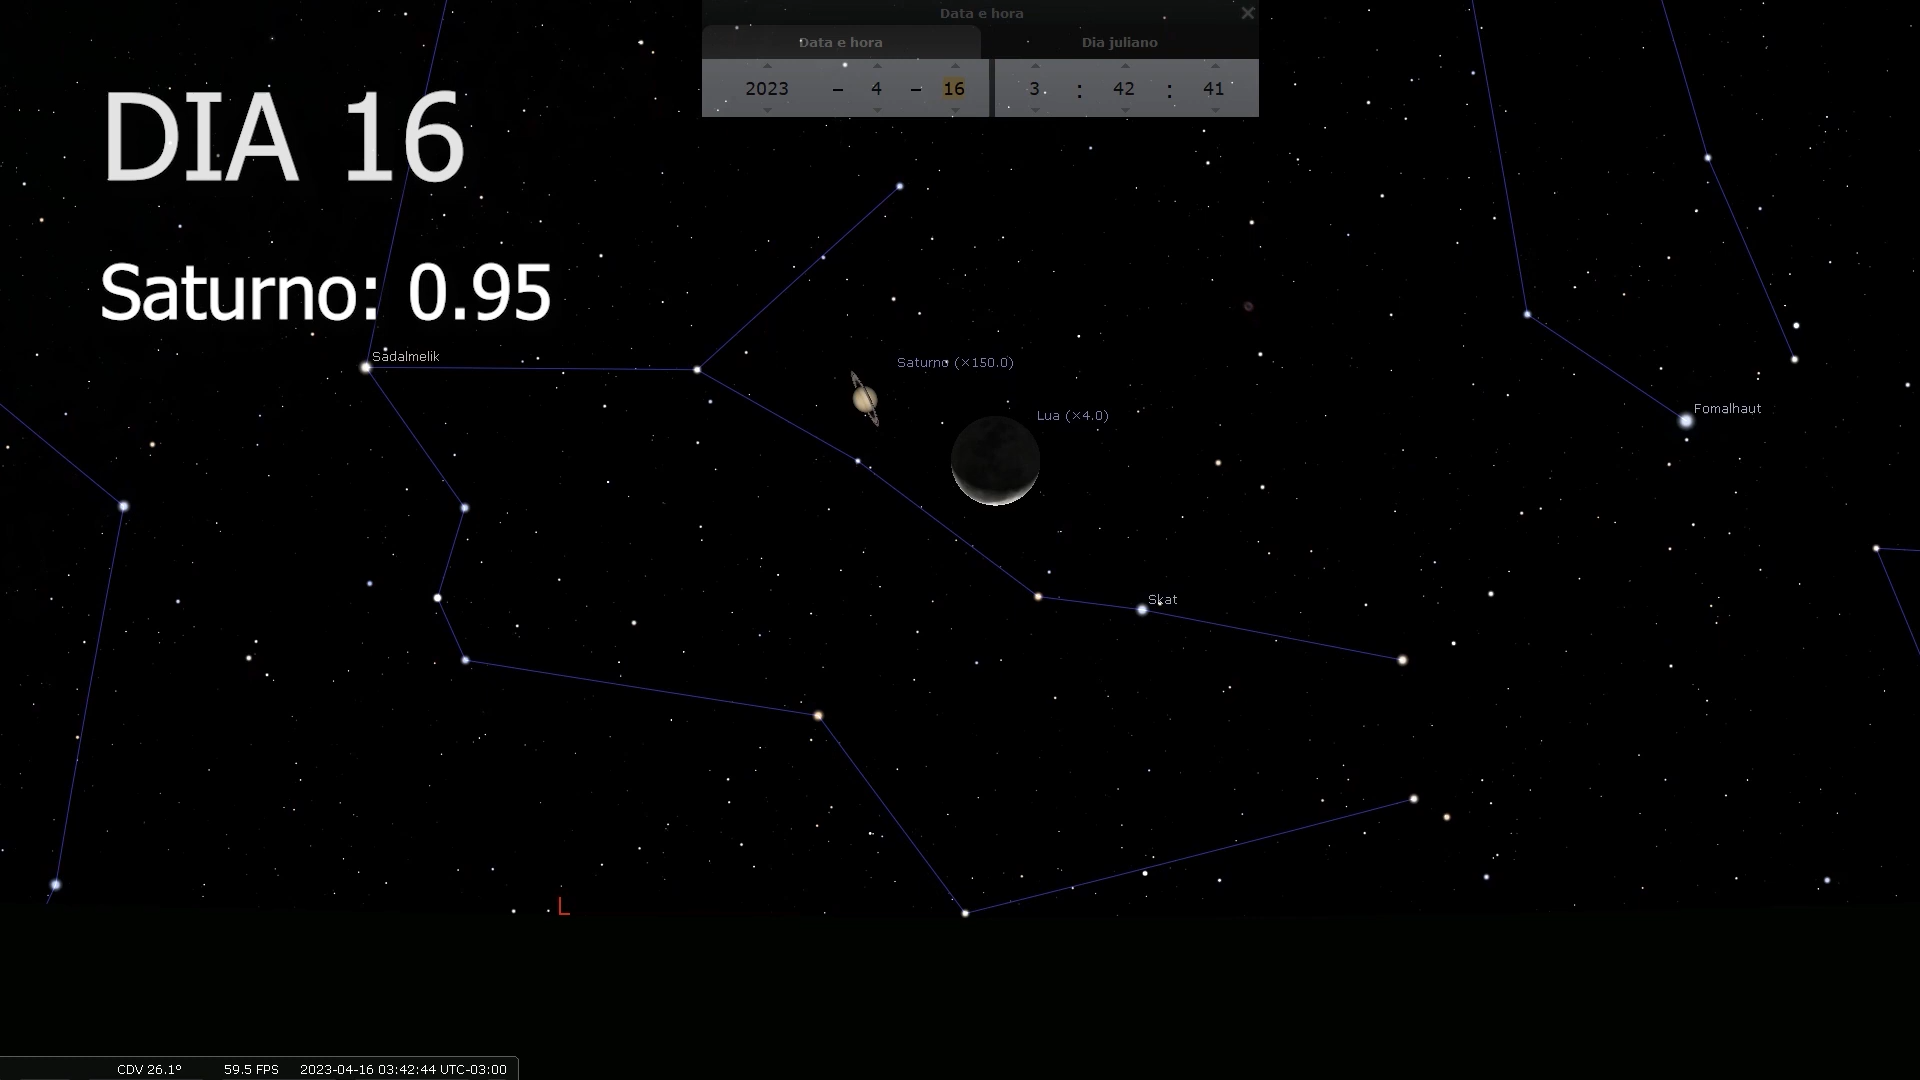 Data e hora
Data e hora
Dia juliano
2023 – 4 – 16 3 : 42 : 41
DIA 16
Saturno: 0.95
Sadalmelik
Saturno (×150.0)
Lua (×4.0)
Fomalhaut
Skat
L
CDV 26.1° 59.5 FPS 2023-04-16 03:42:44 UTC-03:00